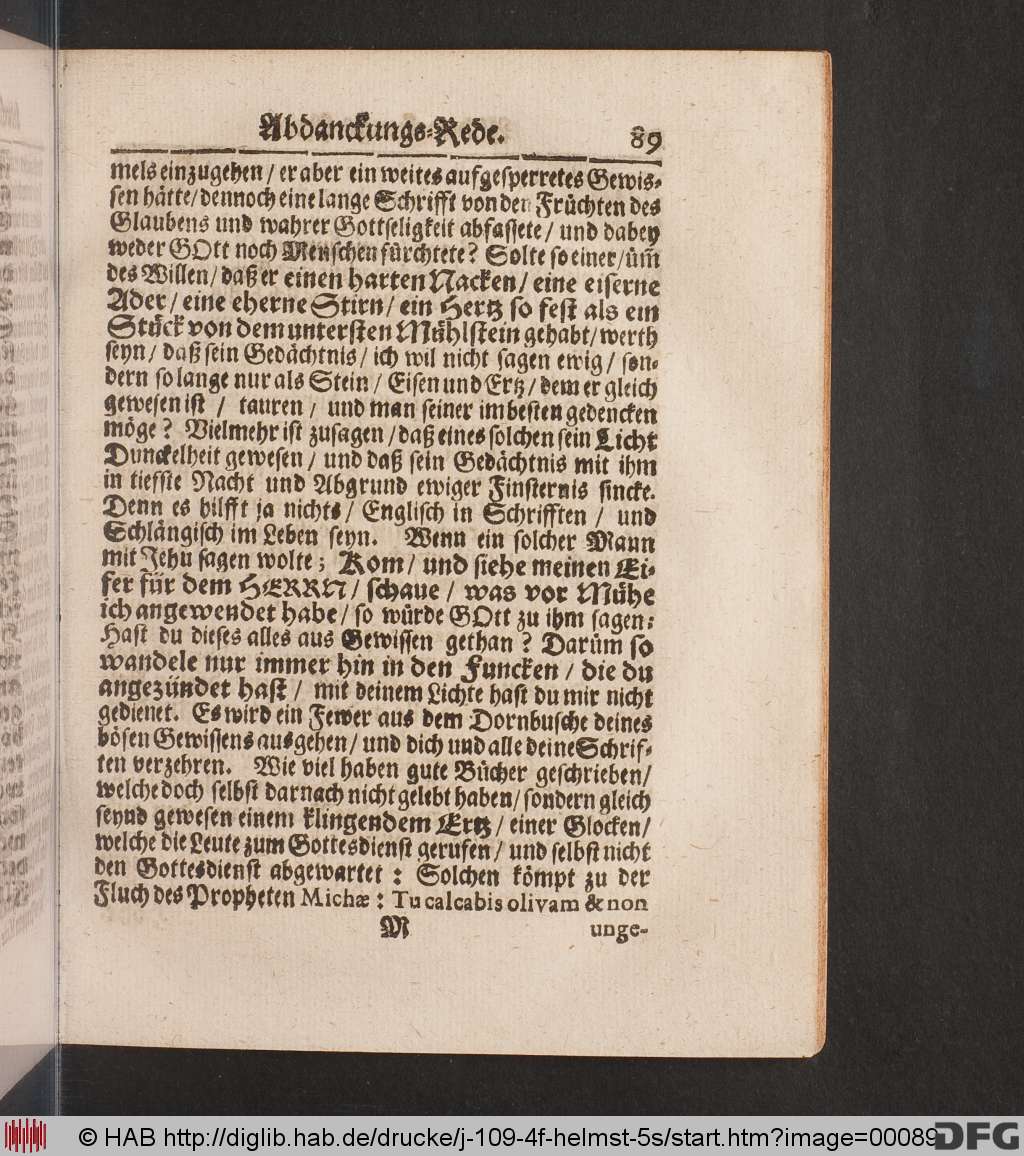 Abdanckungs-Rede. 89
mels einzugehen / er aber ein weites aufgesperretes Gewis-
sen hätte / dennoch eine lange Schrifft von den Früchten des
Glaubens und wahrer Gottseligkeit abfassete / und dabey
weder GOtt noch Menschen fürchtete? Solte so einer / üm̃
des Willen / daß er einen harten Nacken / eine eiserne
Ader / eine eherne Stirn / ein Hertz so fest als ein
Stück von dem untersten Mühlstein gehabt / werth
seyn / daß sein Gedächtnis / ich wil nicht sagen ewig / son-
dern so lange nur als Stein / Eisen und Ertz / dem er gleich
gewesen ist / tauren / und man seiner im besten gedencken
möge? Vielmehr ist zusagen / daß eines solchen sein Licht
Dunckelheit gewesen / und daß sein Gedächtnis mit ihm
in tieffste Nacht und Abgrund ewiger Finsternis sincke.
Denn es hilfft ja nichts / Englisch in Schrifften / und
Schlängisch im Leben seyn. Wenn ein solcher Mann
mit Jehu sagen wolte; Kom / und siehe meinen Ei-
fer für dem HERRN / schaue / was vor Mühe
ich angewendet habe / so würde GOtt zu ihm sagen:
Hast du dieses alles aus Gewissen gethan? Darüm so
wandele nur immer hin in den Funcken / die du
angezündet hast / mit deinem Lichte hast du mir nicht
gedienet. Es wird ein Fewer aus dem Dornbusche deines
bösen Gewissens ausgehen / und dich und alle deine Schrif-
ten verzehren. Wie viel haben gute Bücher geschrieben /
welche doch selbst darnach nicht gelebt haben / sondern gleich
seynd gewesen einem klingendem Ertz / einer Glocken /
welche die Leute zum Gottesdienst gerufen / und selbst nicht
den Gottesdienst abgewartet: Solchen kömpt zu der
Fluch des Propheten Michæ: Tu calcabis olivam & non
M unge-
© HAB http://diglib.hab.de/drucke/j-109-4f-helmst-5s/start.htm?image=00089
DFG